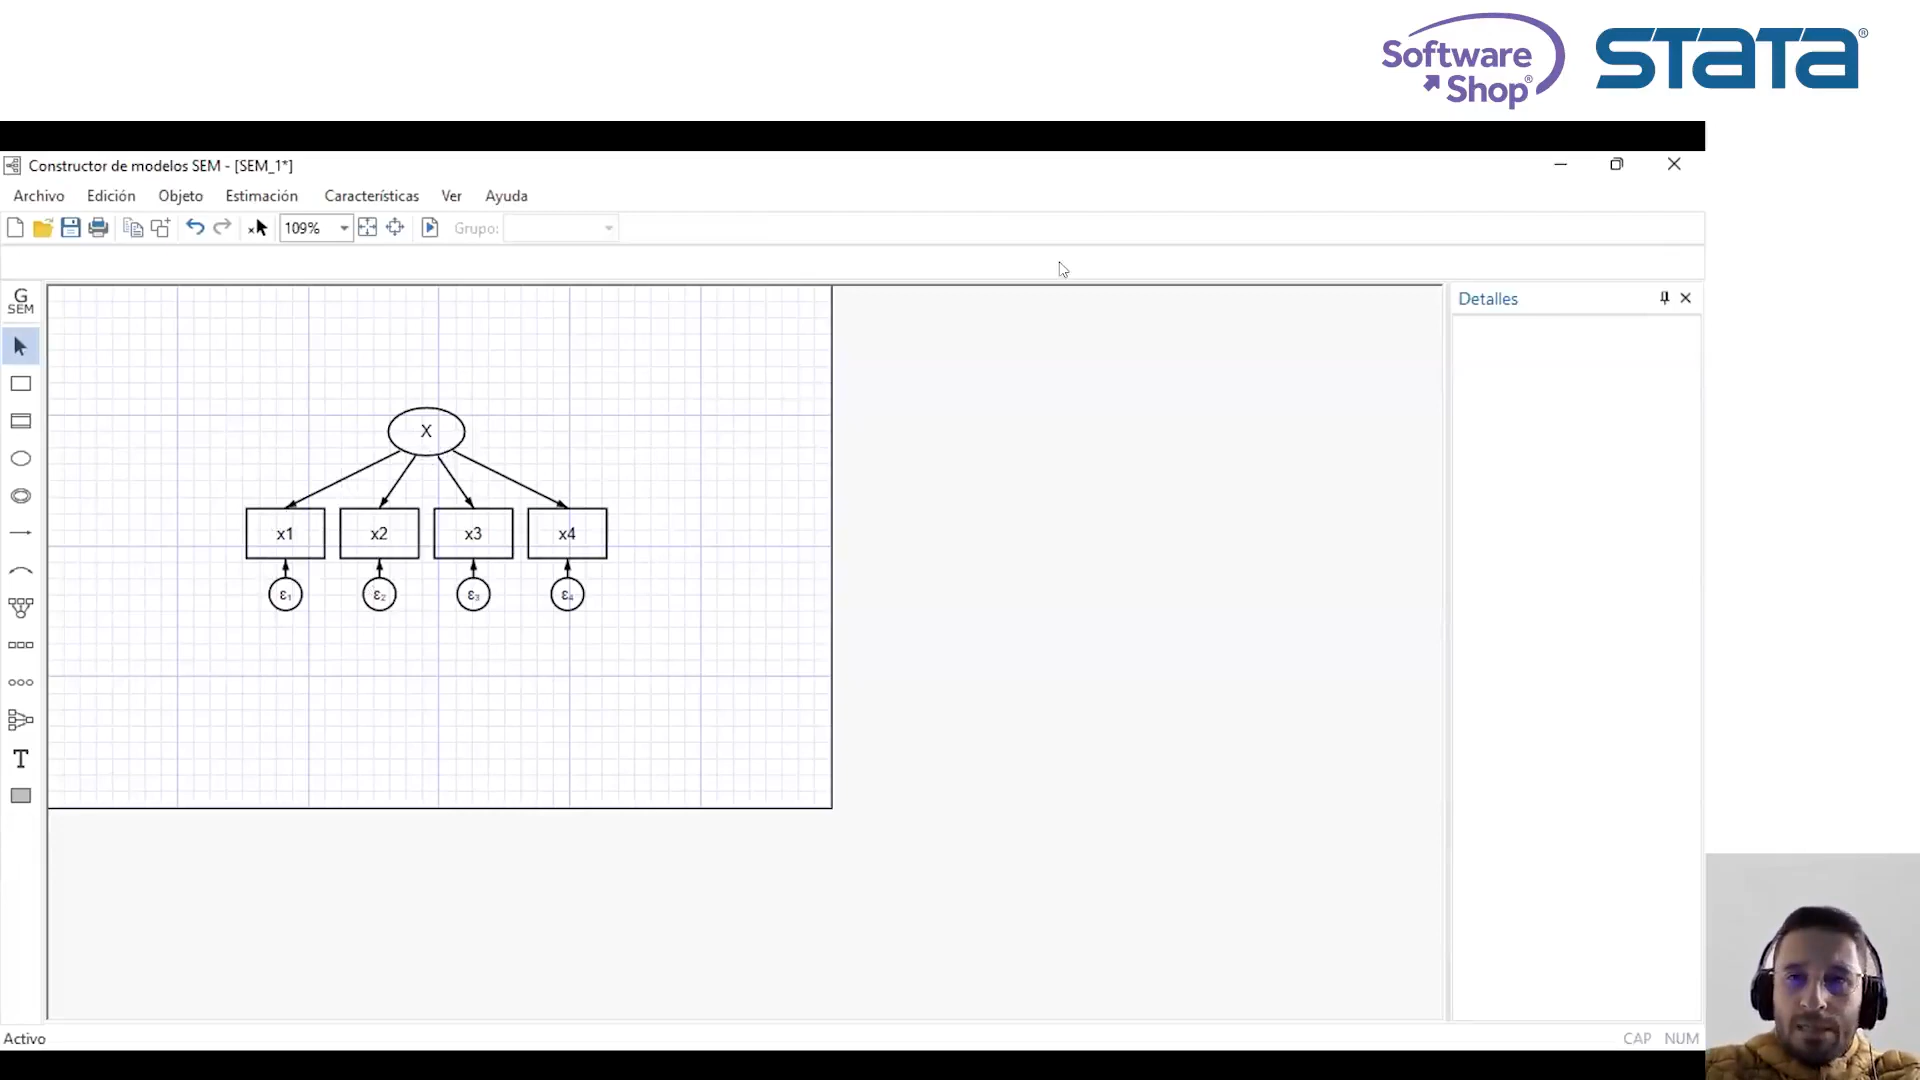 Software
Shop®
STATA®
Constructor de modelos SEM - [SEM_1*]
Archivo Edición Objeto Estimación Características Ver Ayuda
109% Grupo:
G
SEM
Detalles
X
x1 x2 x3 x4
ε1 ε2 ε3 ε4
T
Activo
CAP NUM